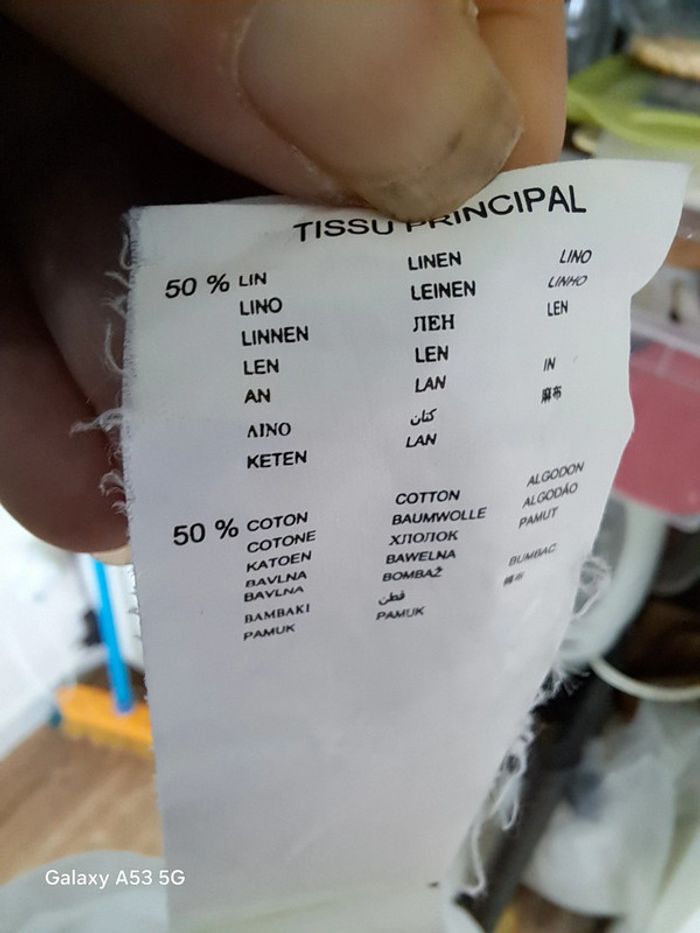 TISSU PRINCIPAL
50 % LIN LINEN LINO
LINO LEINEN LINHO
LINNEN ЛЕН LEN
LEN LEN
AN LAN IN
ΛΙΝΟ كتان 麻布
KETEN LAN
50 % COTON COTTON ALGODON
COTONE BAUMWOLLE ALGODÃO
KATOEN ХЛОПОК PAMUT
BAVLNA BAWELNA
BAVLNA BOMBAŽ BUMBAC
BAMBAKI قطن
PAMUK PAMUK
Galaxy A53 5G